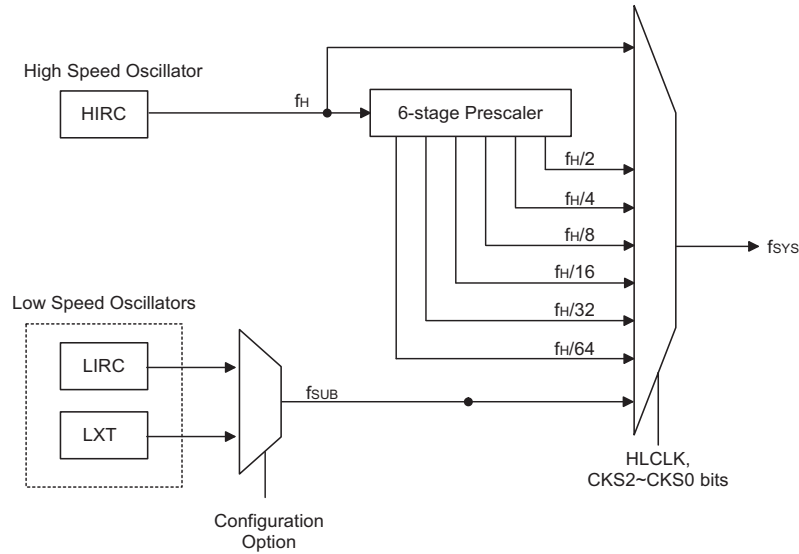 High Speed Oscillator
HIRC
fH
6-stage Prescaler
fH/2
fH/4
fH/8
fH/16
fH/32
fH/64
fSYS
Low Speed Oscillators
LIRC
LXT
fSUB
HLCLK,
CKS2~CKS0 bits
Configuration
Option